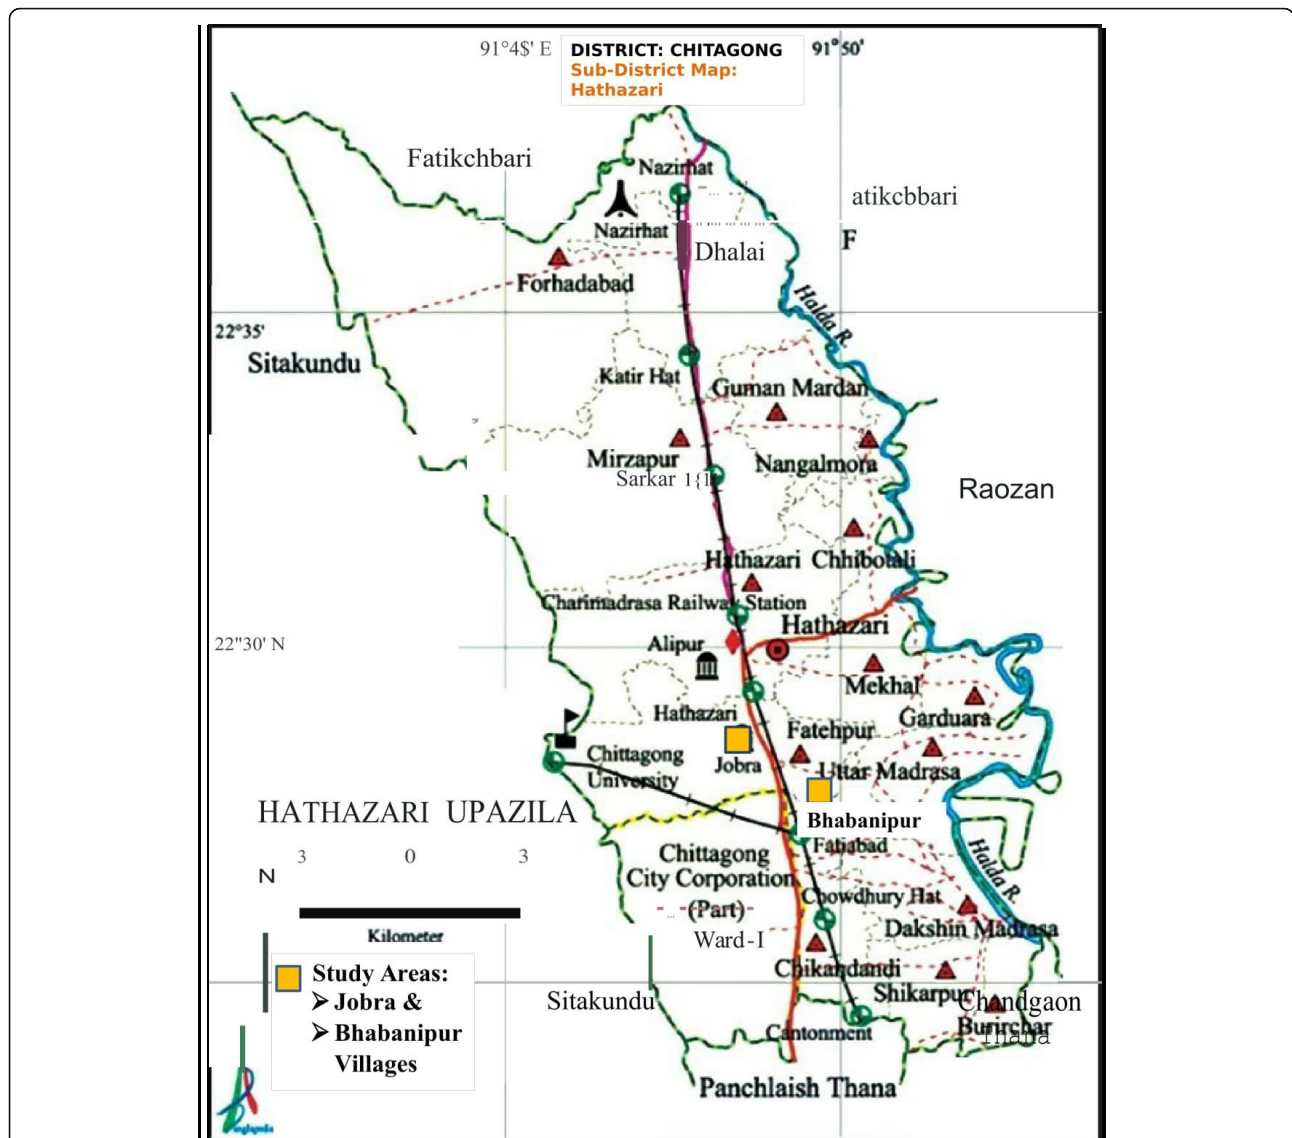 91°4$' E
DISTRICT: CHITAGONG
Sub-District Map:
Hathazari
91°50'
Fatikchbari
Nazirhat
atikcbbari
Nazirhat
F
Dhalai
Forhadabad
Halda R.
22°35'
Sitakundu
Katir Hat
Guman Mardan
Mirzapur
Nangalmora
Sarkar 1{1
Raozan
Hathazari
Chhibotali
Charimadrasa Railway Station
Hathazari
22"30' N
Alipur
Mekhal
Hathazari
Garduara
Fatehpur
Chittagong
University
Jobra
Uttar Madrasa
HATHAZARI UPAZILA
Bhabanipur
Fatiabad
3 0 3
N
Chittagong
City Corporation
(Part)
Halda R.
Chowdhury Hat
Kilometer
Ward-I
Dakshin Madrasa
Study Areas:
➢ Jobra &
➢ Bhabanipur
Villages
Chikandandi
Sitakundu
Shikarpur
Chandgaon
Thana
Burirchar
Cantonment
Panchlaish Thana